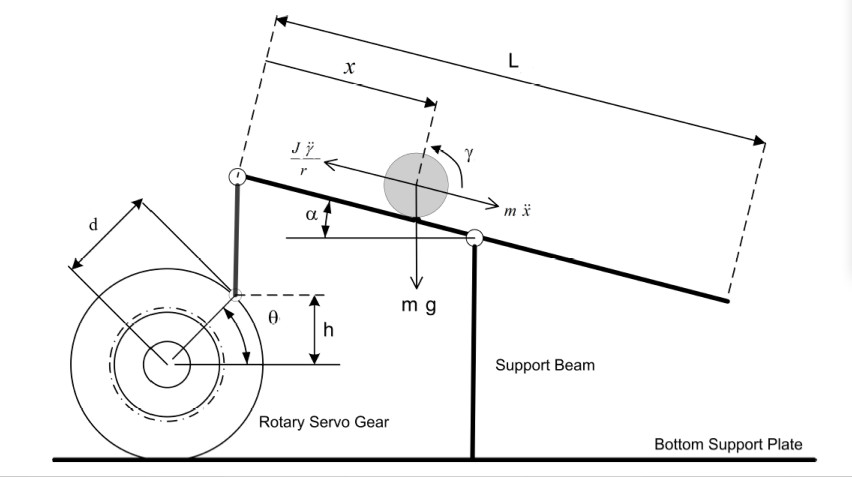 L
x
J γ̈
r
γ
m ẍ
α
d
m g
θ
h
Support Beam
Rotary Servo Gear
Bottom Support Plate